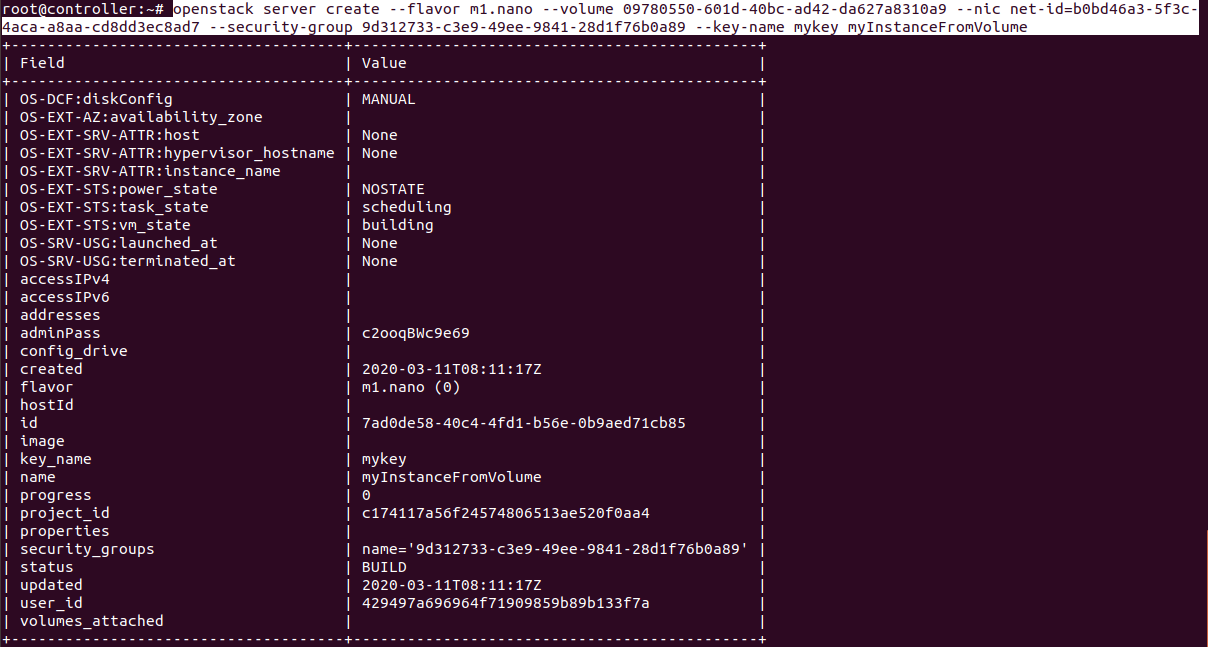 root@controller:~# openstack server create --flavor m1.nano --volume 09780550-601d-40bc-ad42-da627a8310a9 --nic net-id=b0bd46a3-5f3c-
4aca-a8aa-cd8dd3ec8ad7 --security-group 9d312733-c3e9-49ee-9841-28d1f76b0a89 --key-name mykey myInstanceFromVolume
+-------------------------------------+---------------------------------------------+
| Field                               | Value                                       |
+-------------------------------------+---------------------------------------------+
| OS-DCF:diskConfig                   | MANUAL                                      |
| OS-EXT-AZ:availability_zone         |                                             |
| OS-EXT-SRV-ATTR:host                | None                                        |
| OS-EXT-SRV-ATTR:hypervisor_hostname | None                                        |
| OS-EXT-SRV-ATTR:instance_name       |                                             |
| OS-EXT-STS:power_state              | NOSTATE                                     |
| OS-EXT-STS:task_state               | scheduling                                  |
| OS-EXT-STS:vm_state                 | building                                    |
| OS-SRV-USG:launched_at              | None                                        |
| OS-SRV-USG:terminated_at            | None                                        |
| accessIPv4                          |                                             |
| accessIPv6                          |                                             |
| addresses                           |                                             |
| adminPass                           | c2ooqBWc9e69                                |
| config_drive                        |                                             |
| created                             | 2020-03-11T08:11:17Z                        |
| flavor                              | m1.nano (0)                                 |
| hostId                              |                                             |
| id                                  | 7ad0de58-40c4-4fd1-b56e-0b9aed71cb85        |
| image                               |                                             |
| key_name                            | mykey                                       |
| name                                | myInstanceFromVolume                        |
| progress                            | 0                                           |
| project_id                          | c174117a56f24574806513ae520f0aa4            |
| properties                          |                                             |
| security_groups                     | name='9d312733-c3e9-49ee-9841-28d1f76b0a89' |
| status                              | BUILD                                       |
| updated                             | 2020-03-11T08:11:17Z                        |
| user_id                             | 429497a696964f71909859b89b133f7a            |
| volumes_attached                    |                                             |
+-------------------------------------+---------------------------------------------+